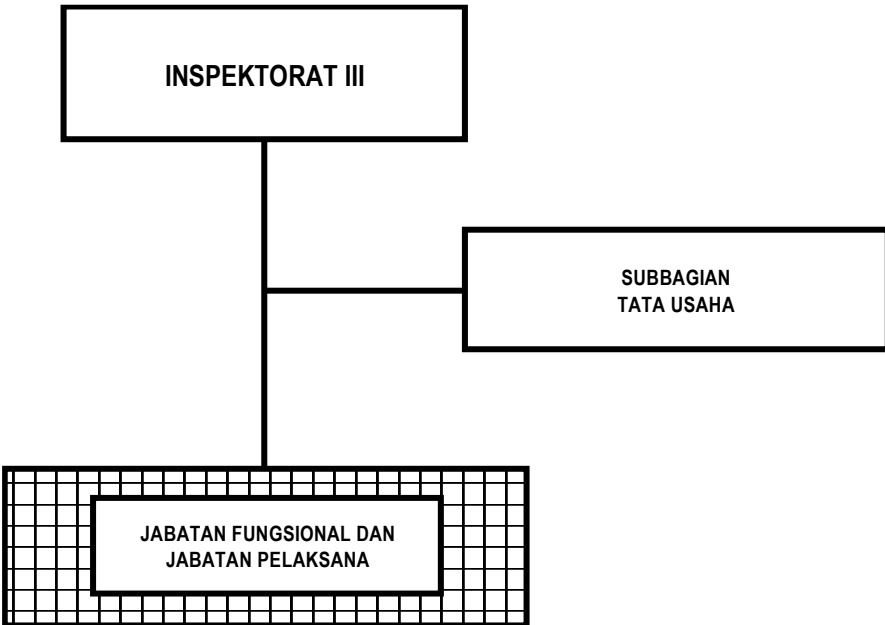 INSPEKTORAT III
SUBBAGIAN
TATA USAHA
JABATAN FUNGSIONAL DAN
JABATAN PELAKSANA